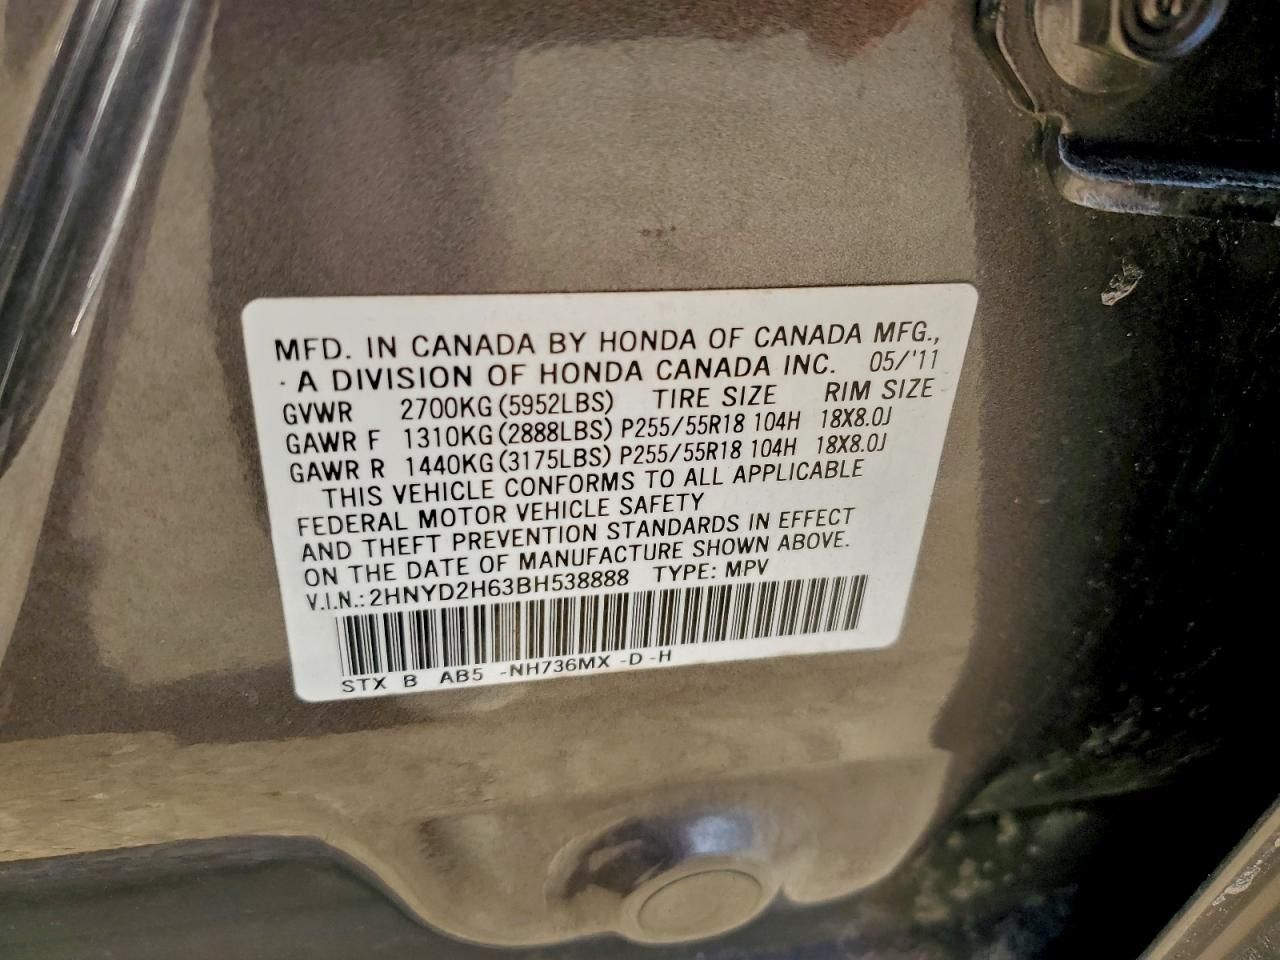 MFD. IN CANADA BY HONDA OF CANADA MFG.,
A DIVISION OF HONDA CANADA INC. 05/'11
GVWR 2700KG (5952LBS) TIRE SIZE RIM SIZE
GAWR F 1310KG (2888LBS) P255/55R18 104H 18X8.0J
GAWR R 1440KG (3175LBS) P255/55R18 104H 18X8.0J
THIS VEHICLE CONFORMS TO ALL APPLICABLE
FEDERAL MOTOR VEHICLE SAFETY
AND THEFT PREVENTION STANDARDS IN EFFECT
ON THE DATE OF MANUFACTURE SHOWN ABOVE.
V.I.N.: 2HNYD2H63BH538888 TYPE: MPV
STX B AB5 -NH736MX -D -H